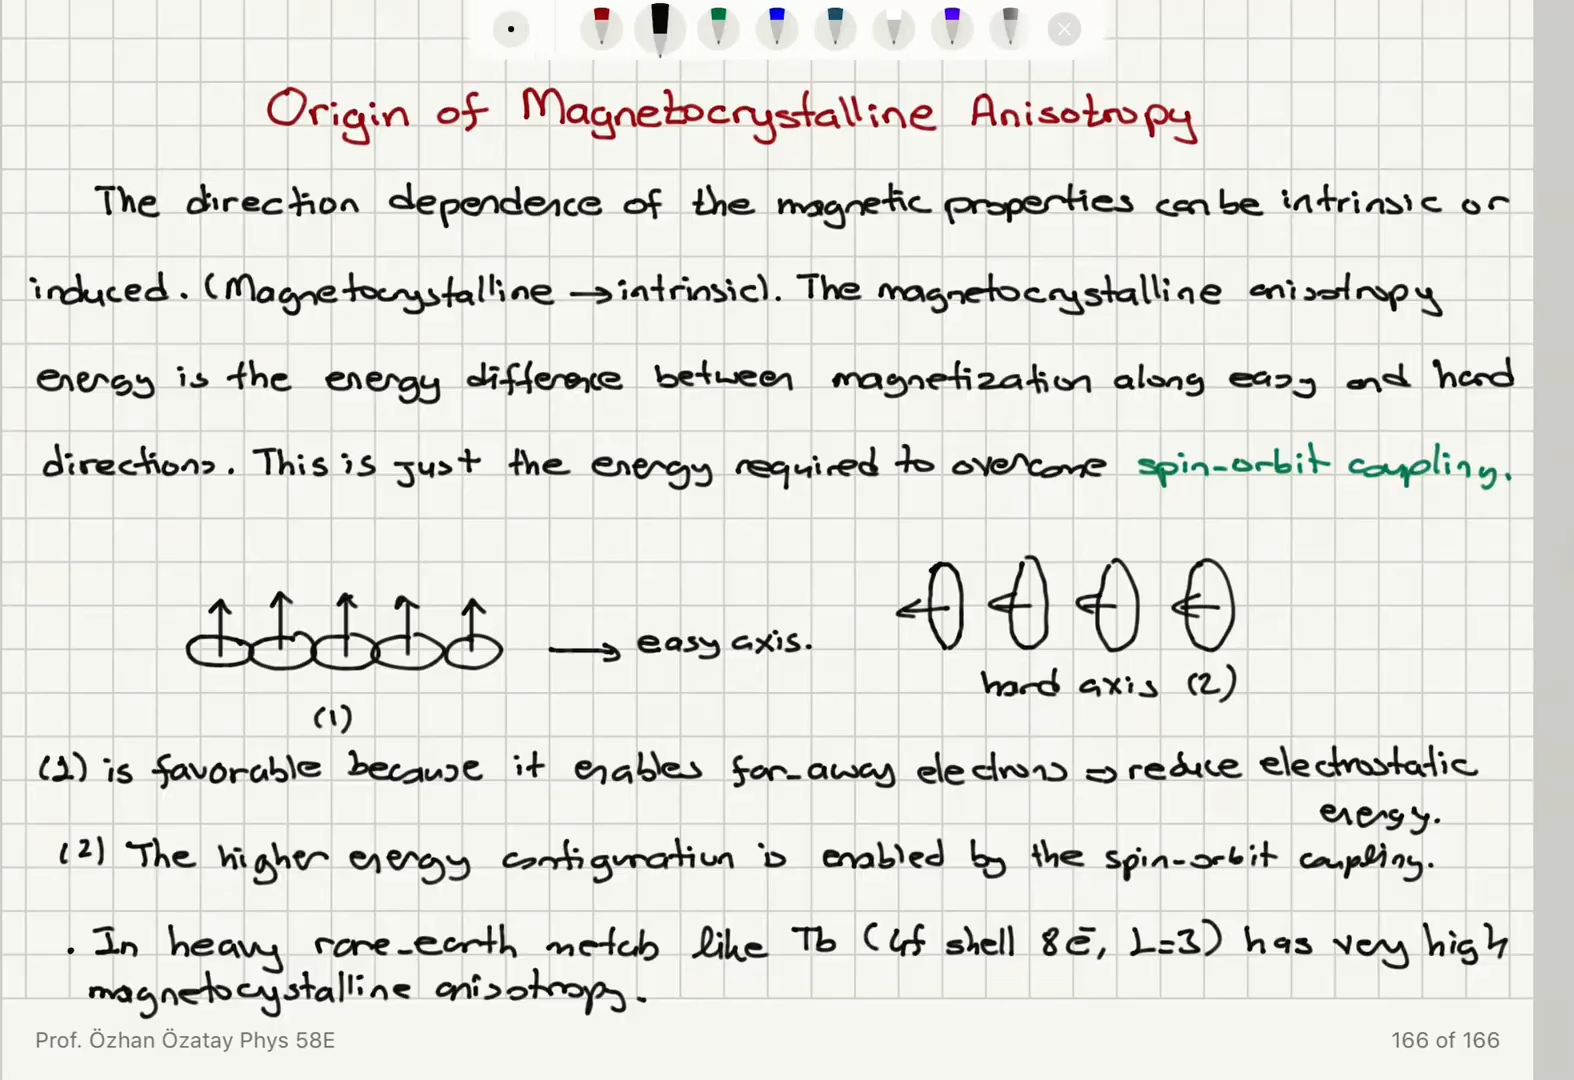 Origin of Magnetocrystalline Anisotropy
The direction dependence of the magnetic properties can be intrinsic or
induced. (Magnetocrystalline → intrinsic). The magnetocrystalline anisotropy
energy is the energy difference between magnetization along easy and hard
directions. This is just the energy required to overcome spin-orbit coupling.
→ easy axis.
hard axis (2)
(1)
(1) is favorable because it enables far-away electrons ⇒ reduce electrostatic
energy.
(2) The higher energy configuration is enabled by the spin-orbit coupling.
. In heavy rare-earth metals like Tb (4f shell 8ē, L=3) has very high
magnetocystalline anisotropy.
Prof. Özhan Özatay Phys 58E
166 of 166